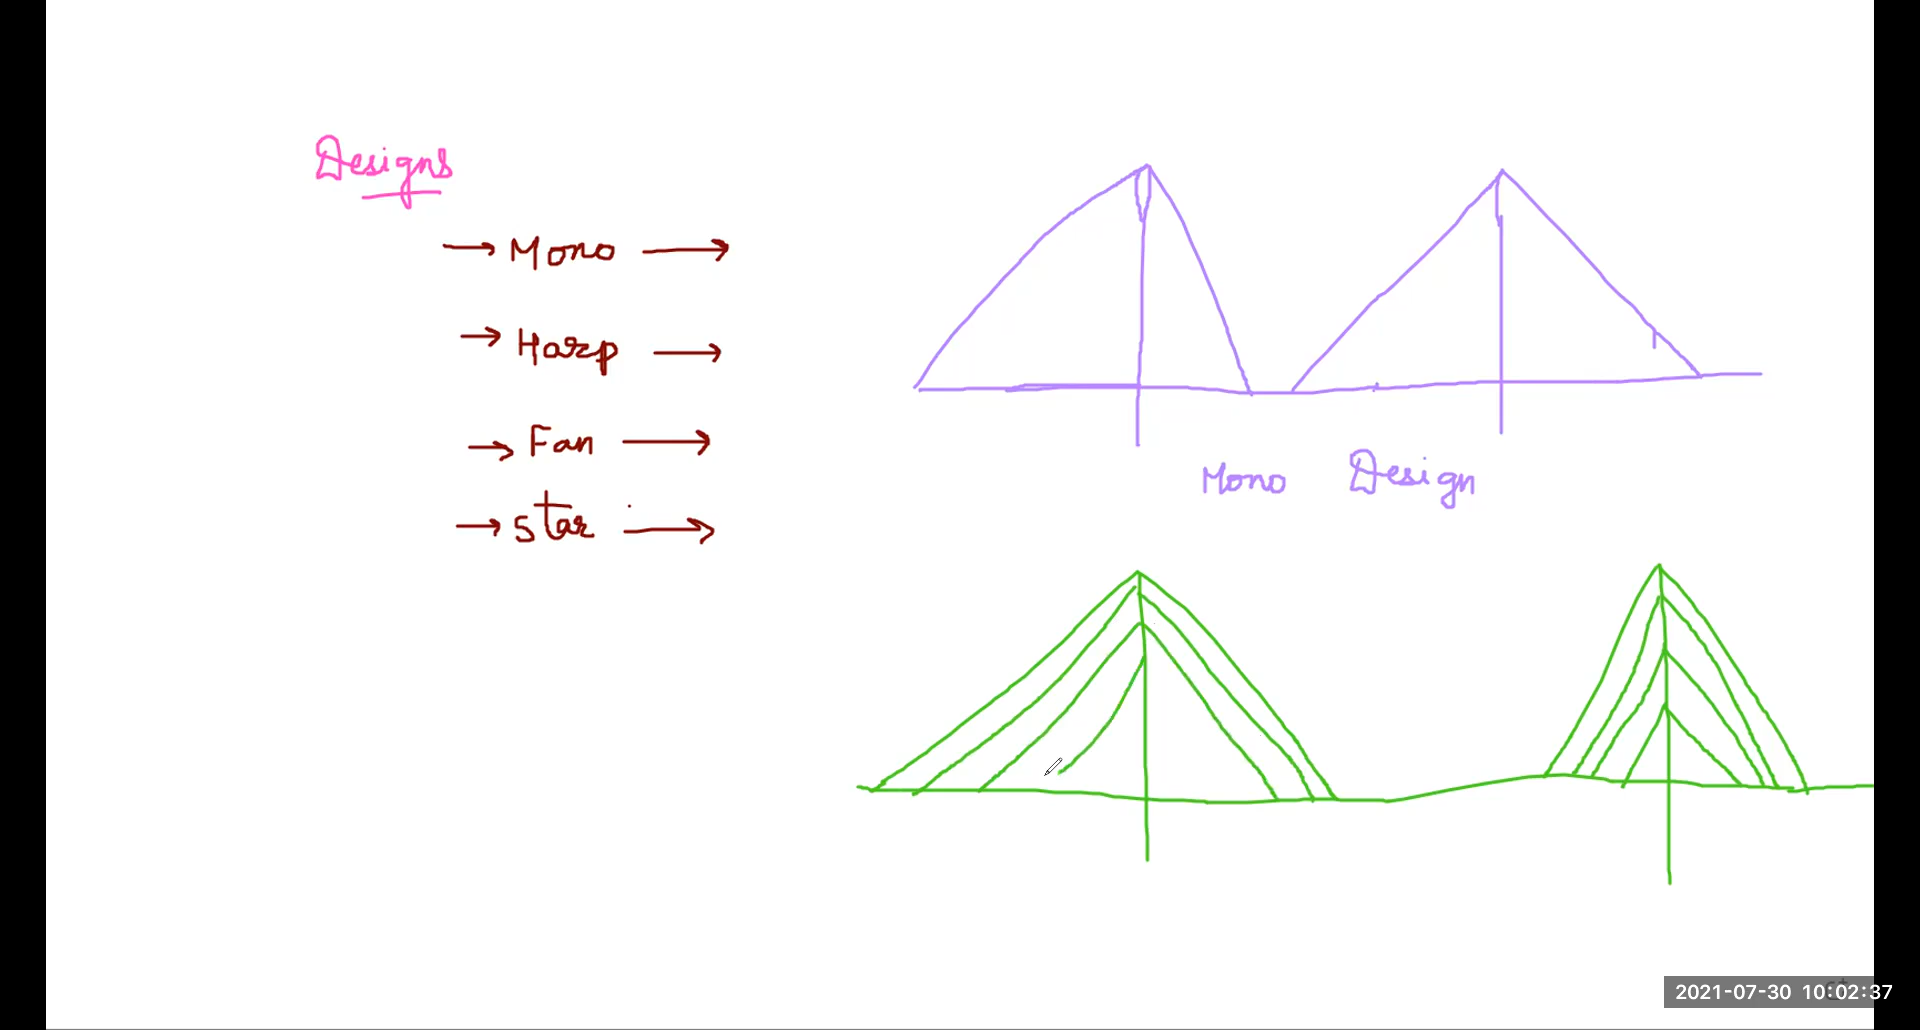 Designs
→ Mono →
→ Harp →
→ Fan →
→ Star →
Mono Design
2021-07-30 10:02:37